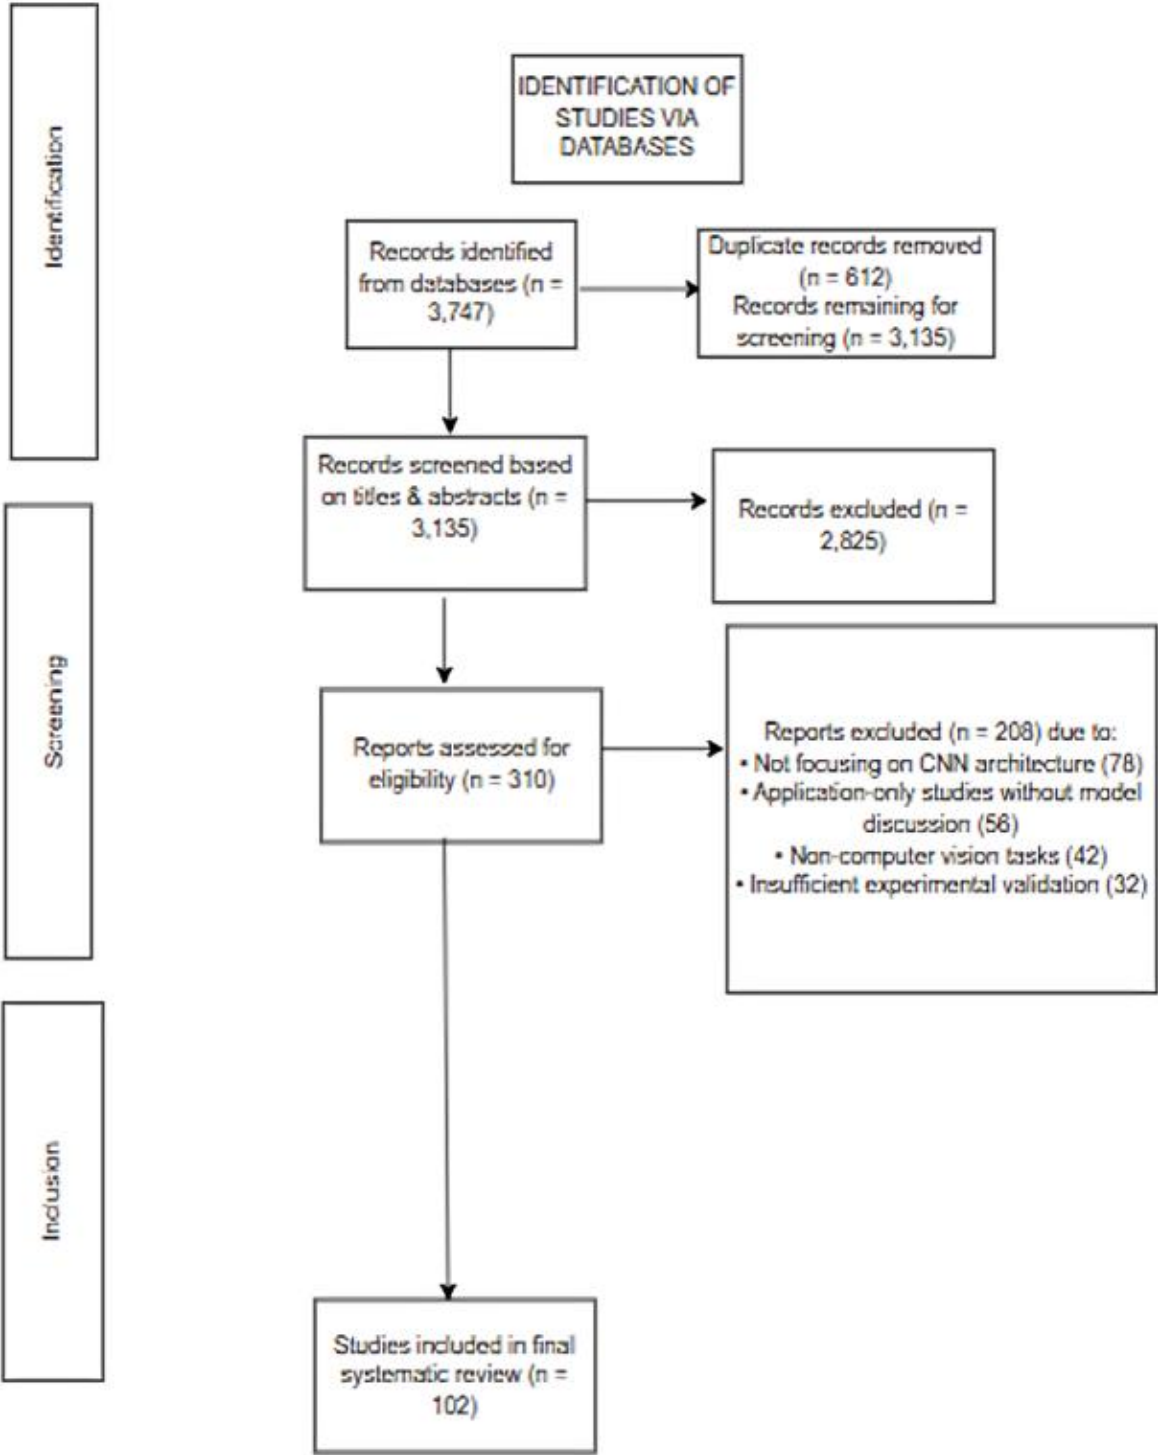 Identification
IDENTIFICATION OF
STUDIES VIA
DATABASES
Records identified
from databases (n =
3,747)
Duplicate records removed
(n = 612)
Records remaining for
screening (n = 3,135)
Records screened based
on titles & abstracts (n =
3,135)
Records excluded (n =
2,825)
Screening
Reports assessed for
eligibility (n = 310)
Reports excluded (n = 208) due to:
• Not focusing on CNN architecture (78)
• Application-only studies without model
discussion (56)
• Non-computer vision tasks (42)
• Insufficient experimental validation (32)
Inclusion
Studies included in final
systematic review (n =
102)